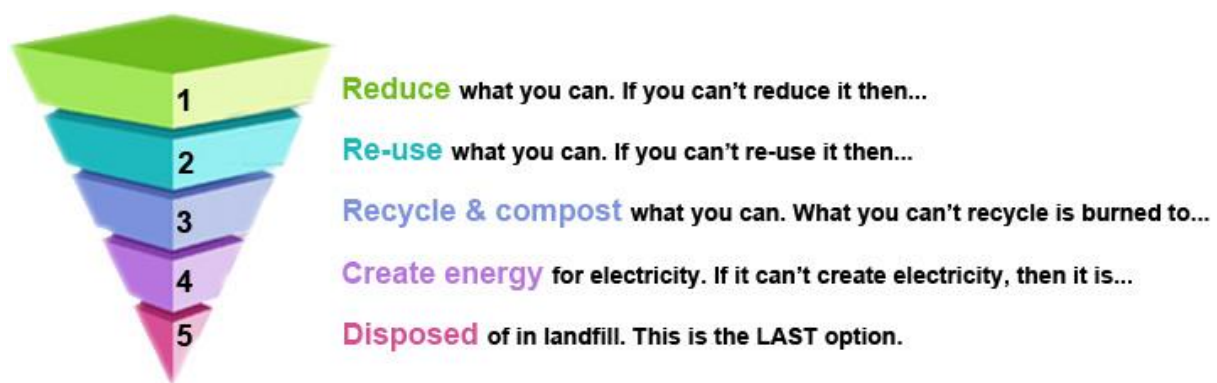 1 Reduce what you can. If you can't reduce it then...
2 Re-use what you can. If you can't re-use it then...
3 Recycle & compost what you can. What you can't recycle is burned to...
4 Create energy for electricity. If it can't create electricity, then it is...
5 Disposed of in landfill. This is the LAST option.